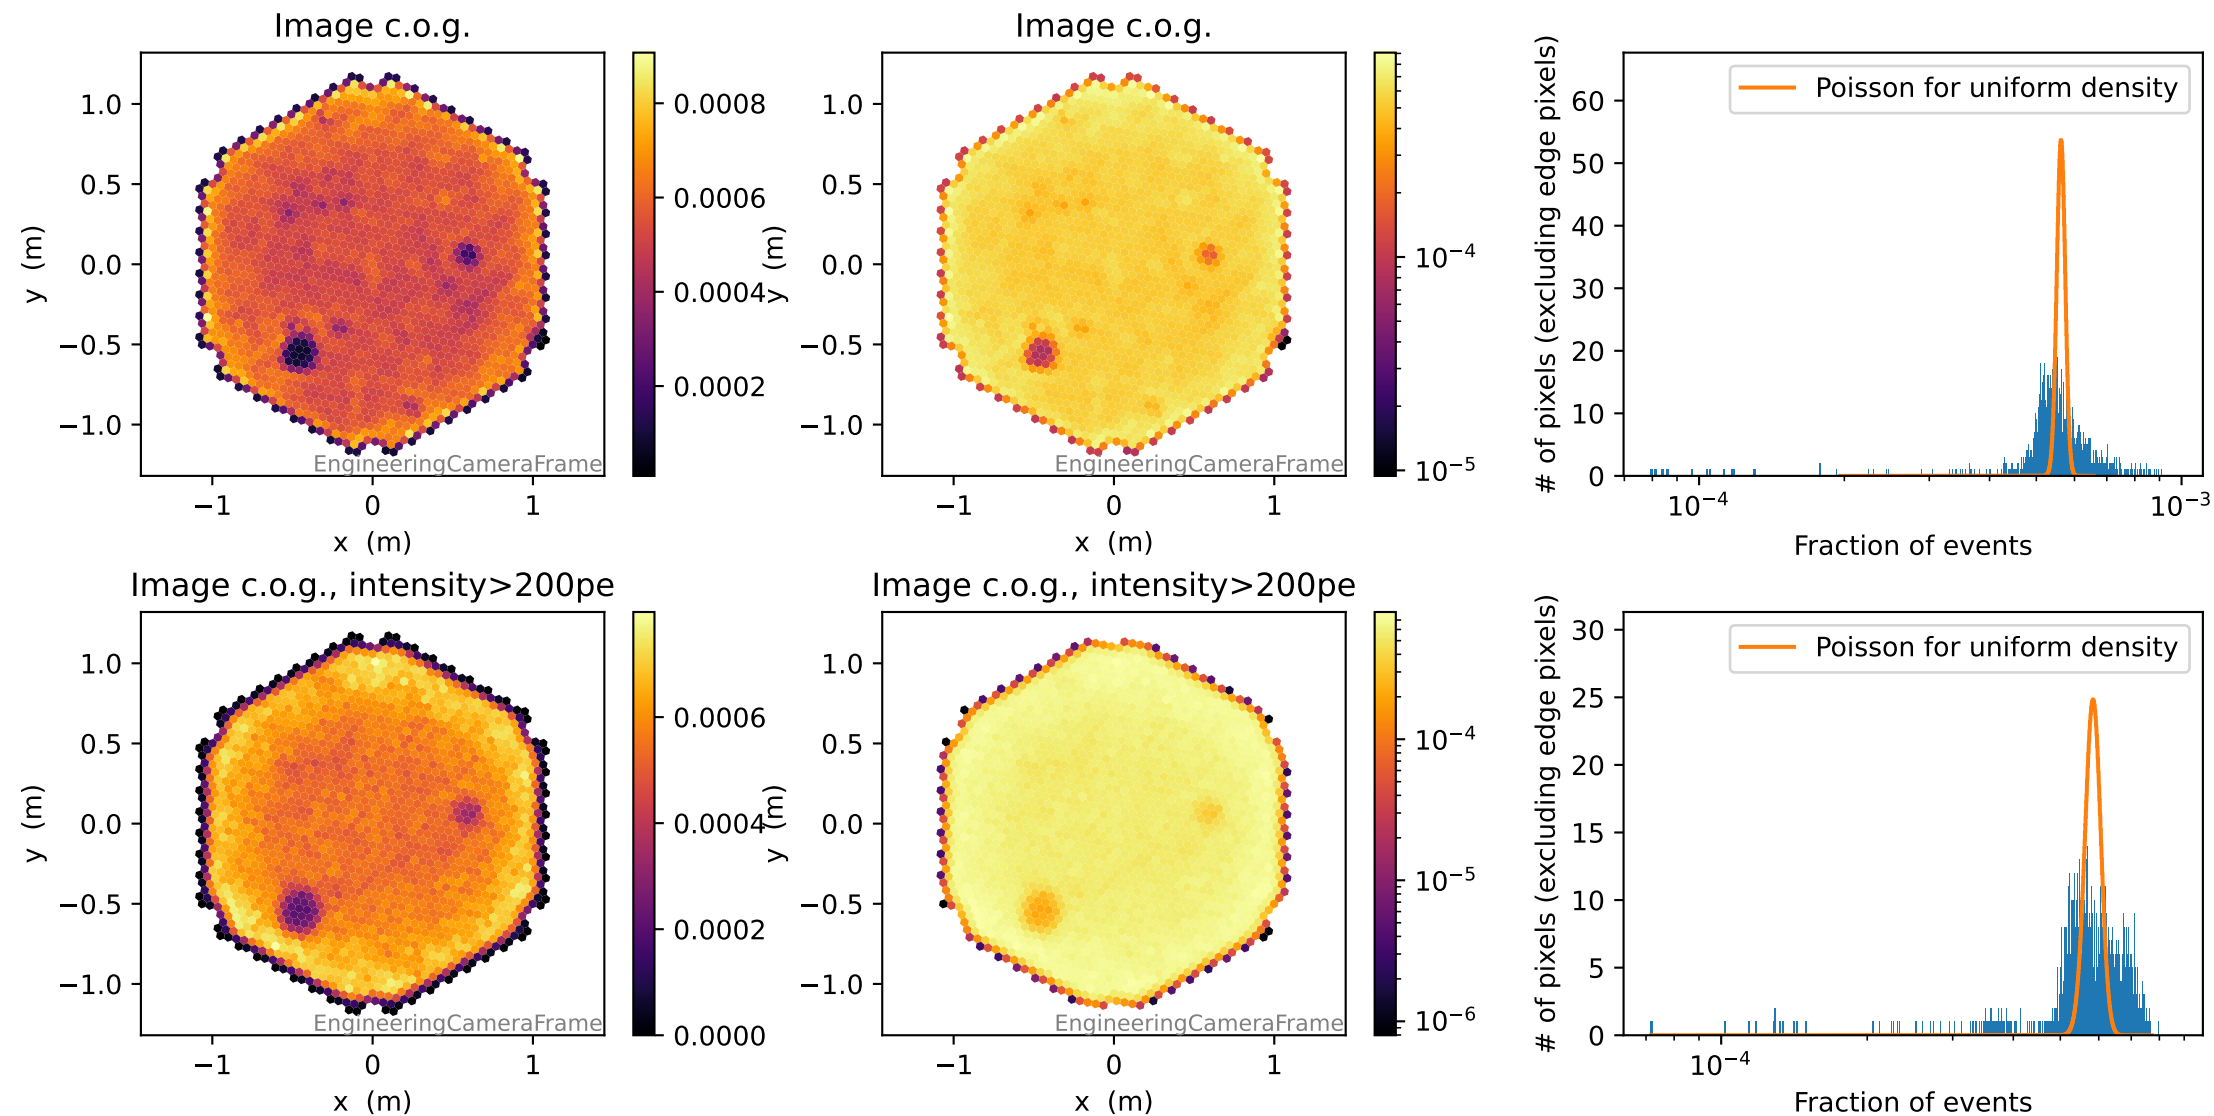 Image c.o.g.
1.0
0.5
0.0
−0.5
−1.0
y (m)
−1
0
1
x (m)
EngineeringCameraFrame
0.0008
0.0006
0.0004
0.0002
Image c.o.g.
1.0
0.5
0.0
−0.5
−1.0
y (m)
−1
0
1
x (m)
EngineeringCameraFrame
10⁻⁴
10⁻⁵
# of pixels (excluding edge pixels)
60
50
40
30
20
10
0
Poisson for uniform density
10⁻⁴
10⁻³
Fraction of events
Image c.o.g., intensity>200pe
1.0
0.5
0.0
−0.5
−1.0
y (m)
−1
0
1
x (m)
EngineeringCameraFrame
0.0006
0.0004
0.0002
0.0000
Image c.o.g., intensity>200pe
1.0
0.5
0.0
−0.5
−1.0
y (m)
−1
0
1
x (m)
EngineeringCameraFrame
10⁻⁴
10⁻⁵
10⁻⁶
# of pixels (excluding edge pixels)
30
25
20
15
10
5
0
Poisson for uniform density
10⁻⁴
Fraction of events